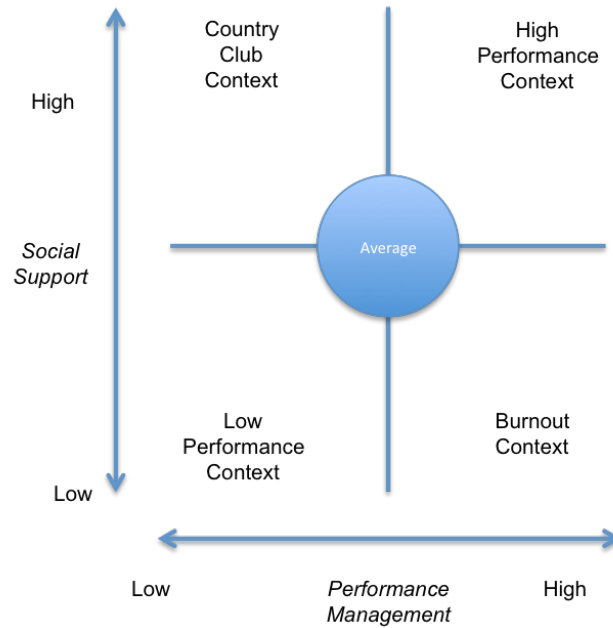 Country
Club
Context
High
Performance
Context
High
Average
Social
Support
Low
Performance
Context
Burnout
Context
Low
Low
Performance
Management
High